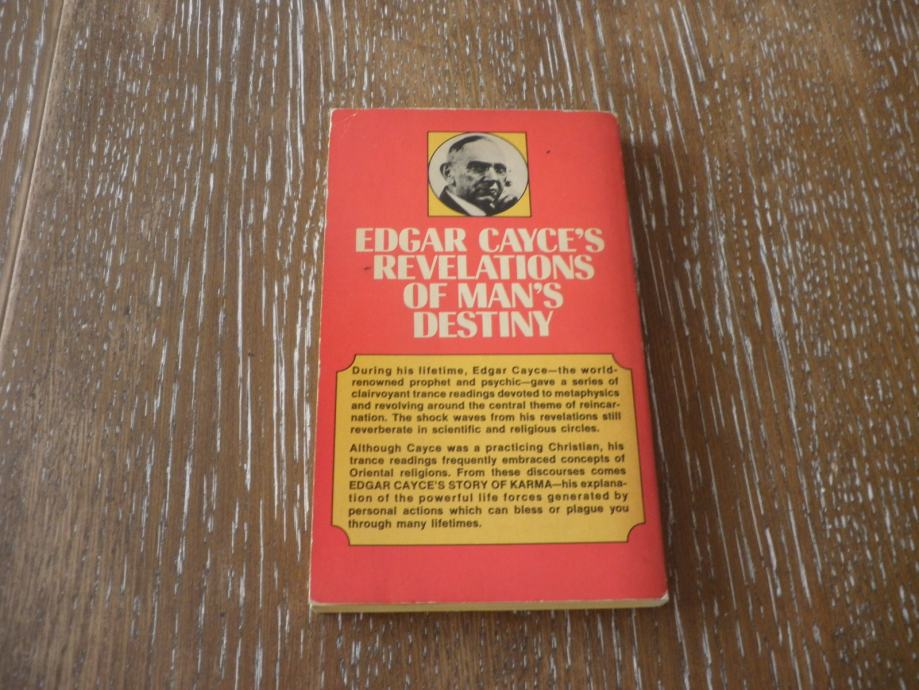 EDGAR CAYCE'S
REVELATIONS
OF MAN'S
DESTINY
During his lifetime, Edgar Cayce—the world-
renowned prophet and psychic—gave a series of
clairvoyant trance readings devoted to metaphysics
and revolving around the central theme of reincar-
nation. The shock waves from his revelations still
reverberate in scientific and religious circles.
Although Cayce was a practicing Christian, his
trance readings frequently embraced concepts of
Oriental religions. From these discourses comes
EDGAR CAYCE'S STORY OF KARMA—his explana-
tion of the powerful life forces generated by
personal actions which can bless or plague you
through many lifetimes.